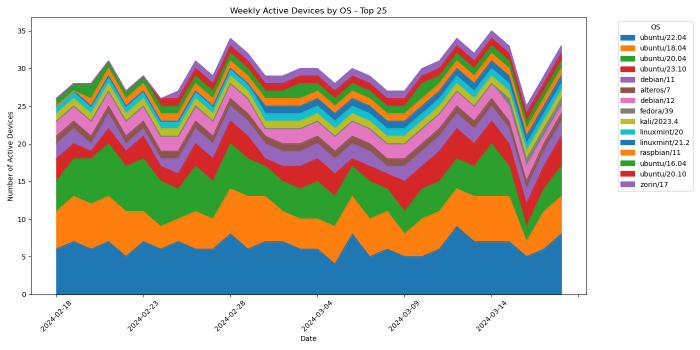 Weekly Active Devices by OS - Top 25
Number of Active Devices
35
30
25
20
15
10
5
0
2024-02-18
2024-02-23
2024-02-28
2024-03-04
2024-03-09
2024-03-14
Date
OS
ubuntu/22.04
ubuntu/18.04
ubuntu/20.04
ubuntu/23.10
debian/11
alteros/7
debian/12
fedora/39
kali/2023.4
linuxmint/20
linuxmint/21.2
raspbian/11
ubuntu/16.04
ubuntu/20.10
zorin/17